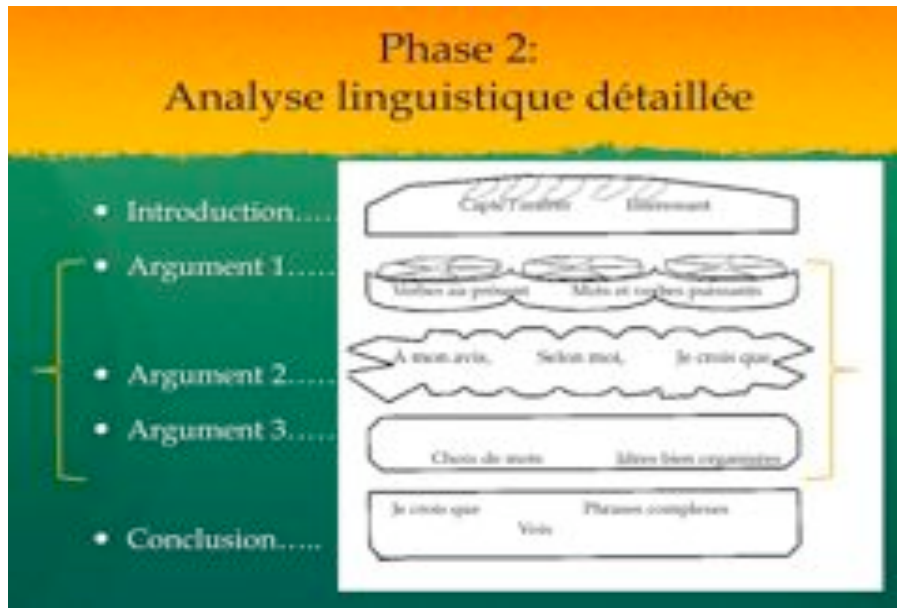 Phase 2:
Analyse linguistique détaillée
• Introduction.....
Capte l'intérêt Intéressant
• Argument 1......
Verbes au présent Mots et verbes puissants
• Argument 2......
À mon avis, Selon moi, Je crois que
• Argument 3......
Choix de mots Idées bien organisées
Je crois que Phrases complexes
Voix
• Conclusion.....